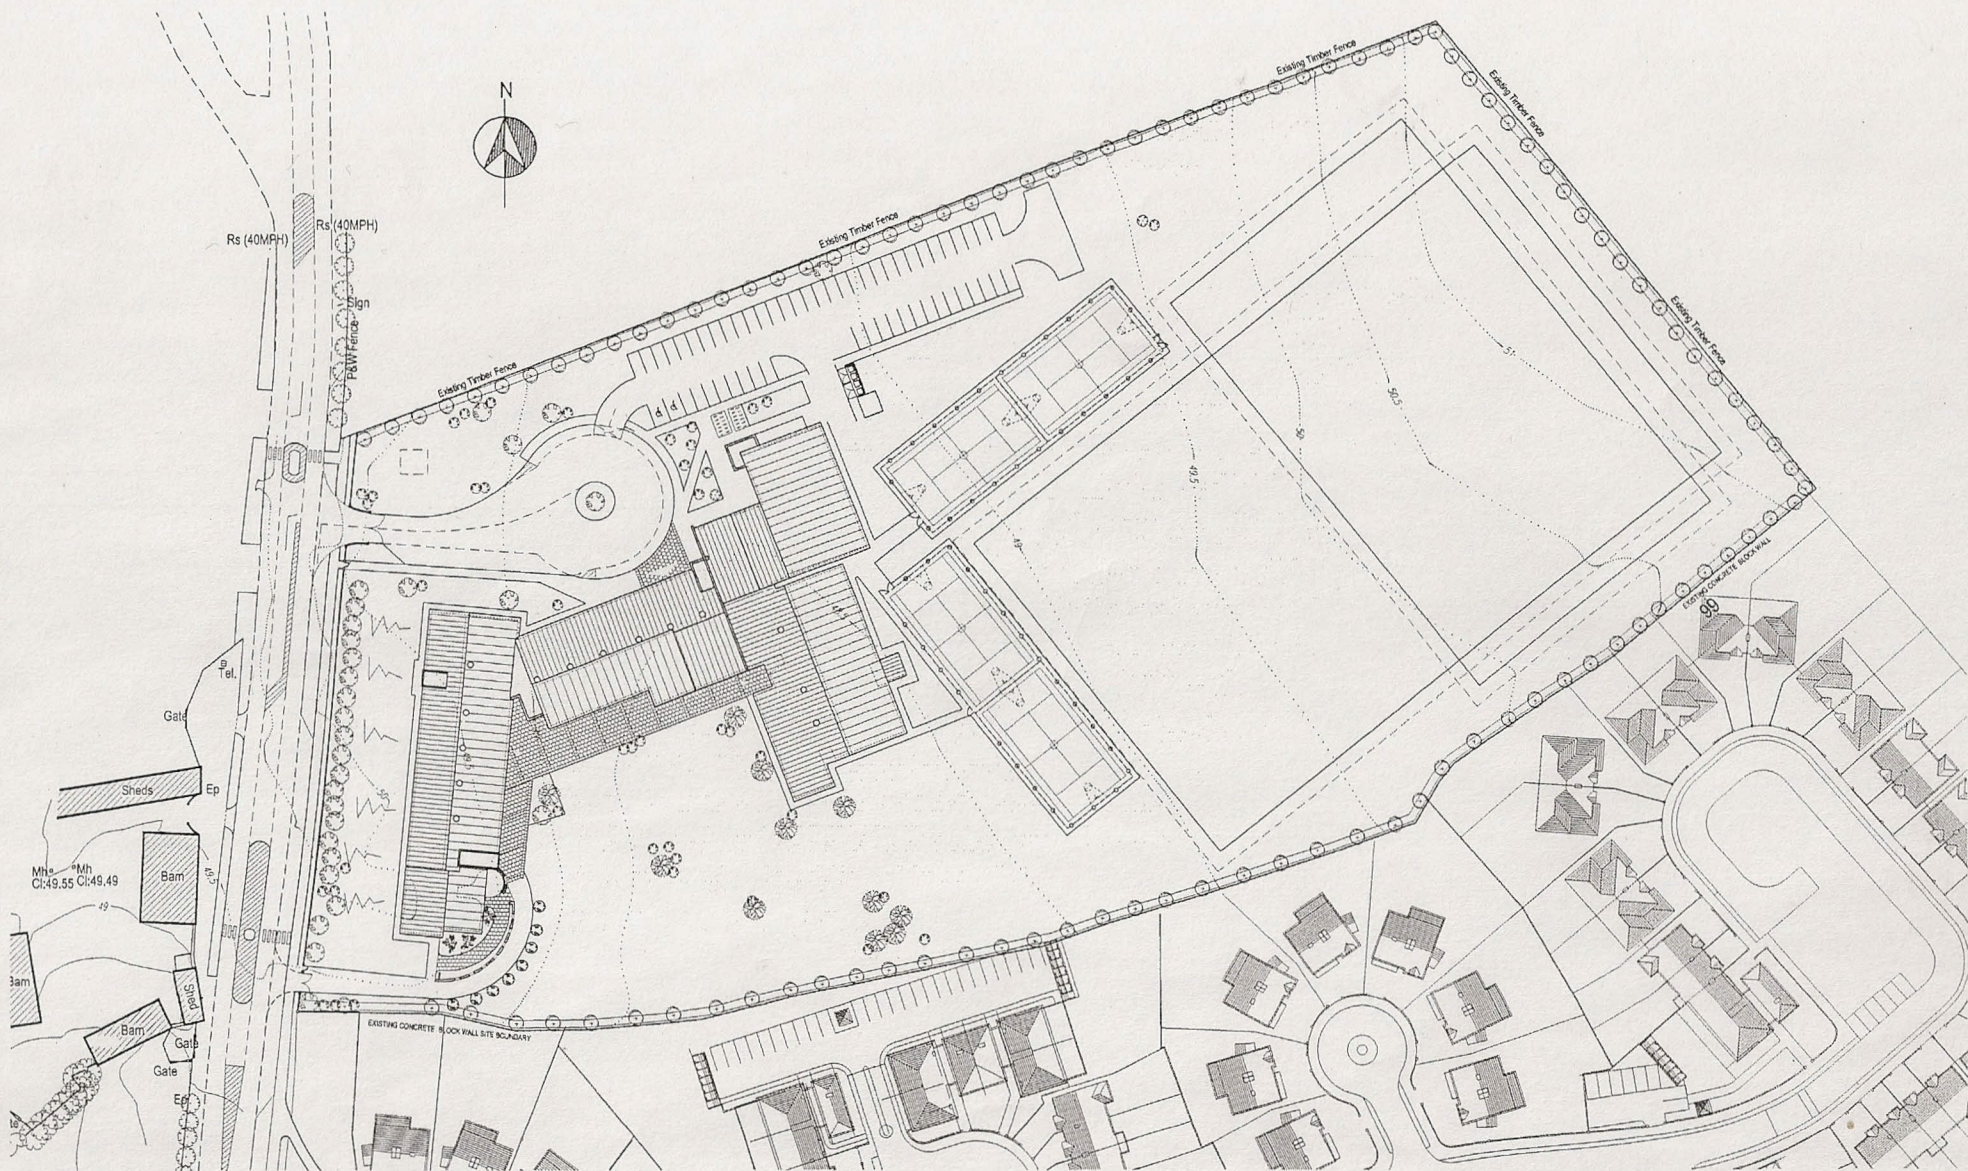 Existing Timber Fence
Existing Timber Fence
N
Existing Timber Fence
Rs (40MPH)
Rs (40MPH)
Sign
P&W Fence
Existing Timber Fence
Existing Timber Fence
51
50.5
50
49.5
49
EXISTING CONCRETE BLOCK WALL
99
Tel.
Gate
Sheds
Ep
Mh
Mh
Cl:49.55
Cl:49.49
Barn
49.5
49
Barn
Shed
Barn
Gate
Gate
Ep
EXISTING CONCRETE BLOCK WALL SITE BOUNDARY